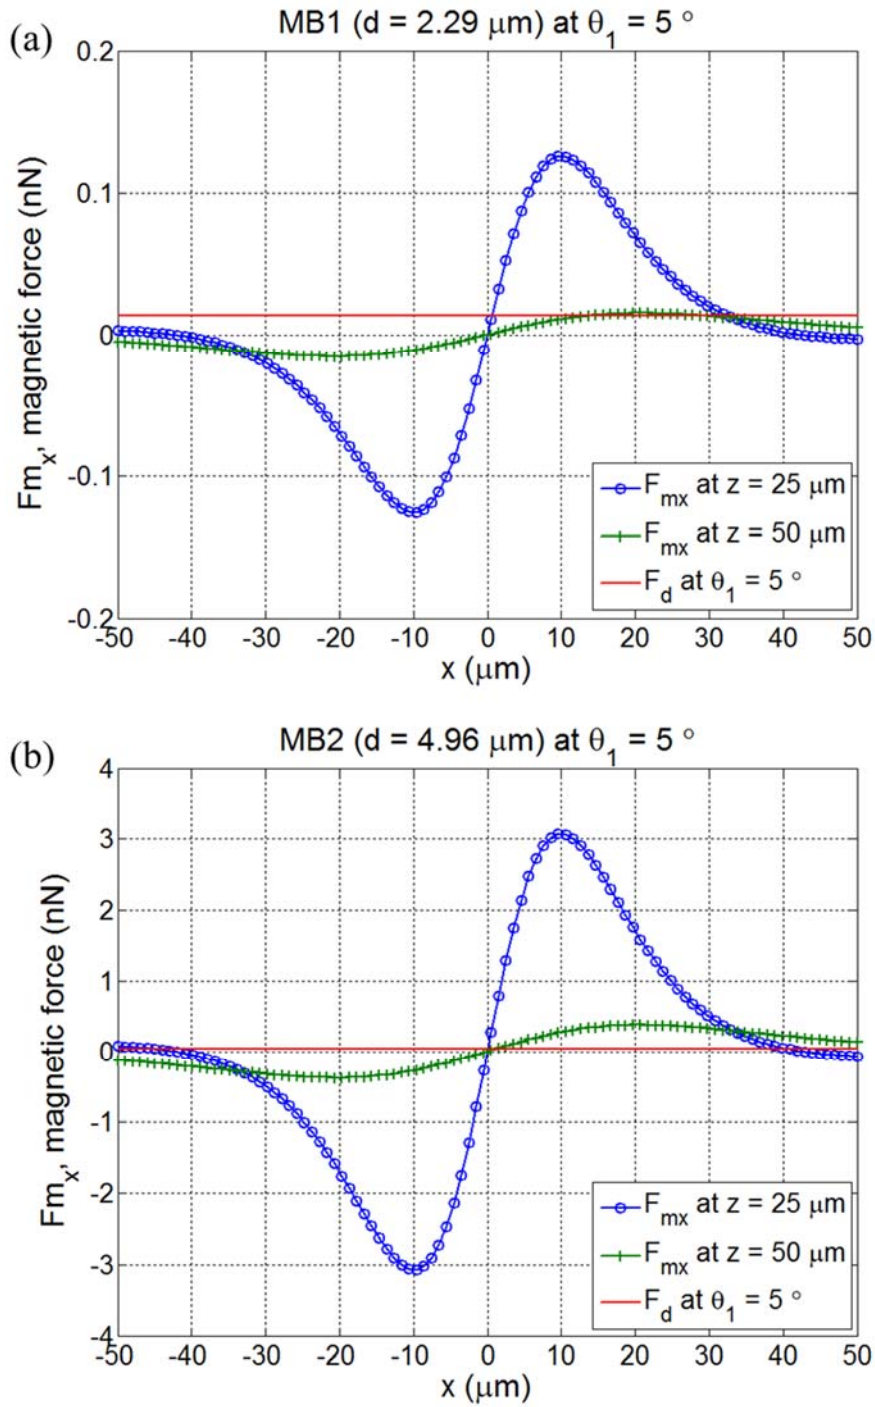 (a)
MB1 (d = 2.29 μm) at θ1 = 5 °
0.2
0.1
0
-0.1
-0.2
Fmx, magnetic force (nN)
Fmx at z = 25 μm
Fmx at z = 50 μm
Fd at θ1 = 5 °
-50 -40 -30 -20 -10 0 10 20 30 40 50
x (μm)
(b)
MB2 (d = 4.96 μm) at θ1 = 5 °
4
3
2
1
0
-1
-2
-3
-4
Fmx, magnetic force (nN)
Fmx at z = 25 μm
Fmx at z = 50 μm
Fd at θ1 = 5 °
-50 -40 -30 -20 -10 0 10 20 30 40 50
x (μm)